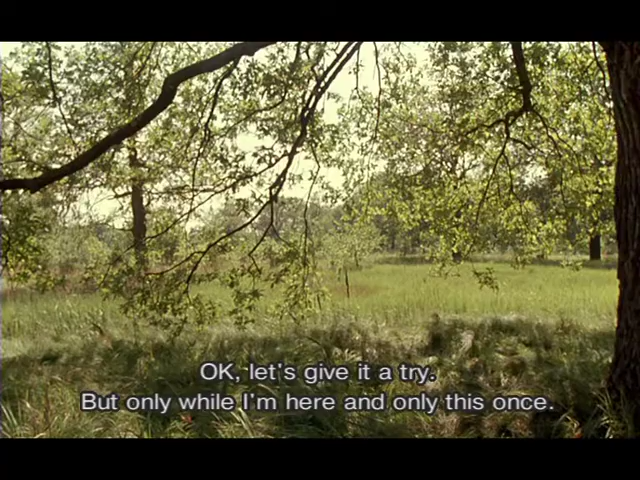 OK, let's give it a try.
But only while I'm here and only this once.